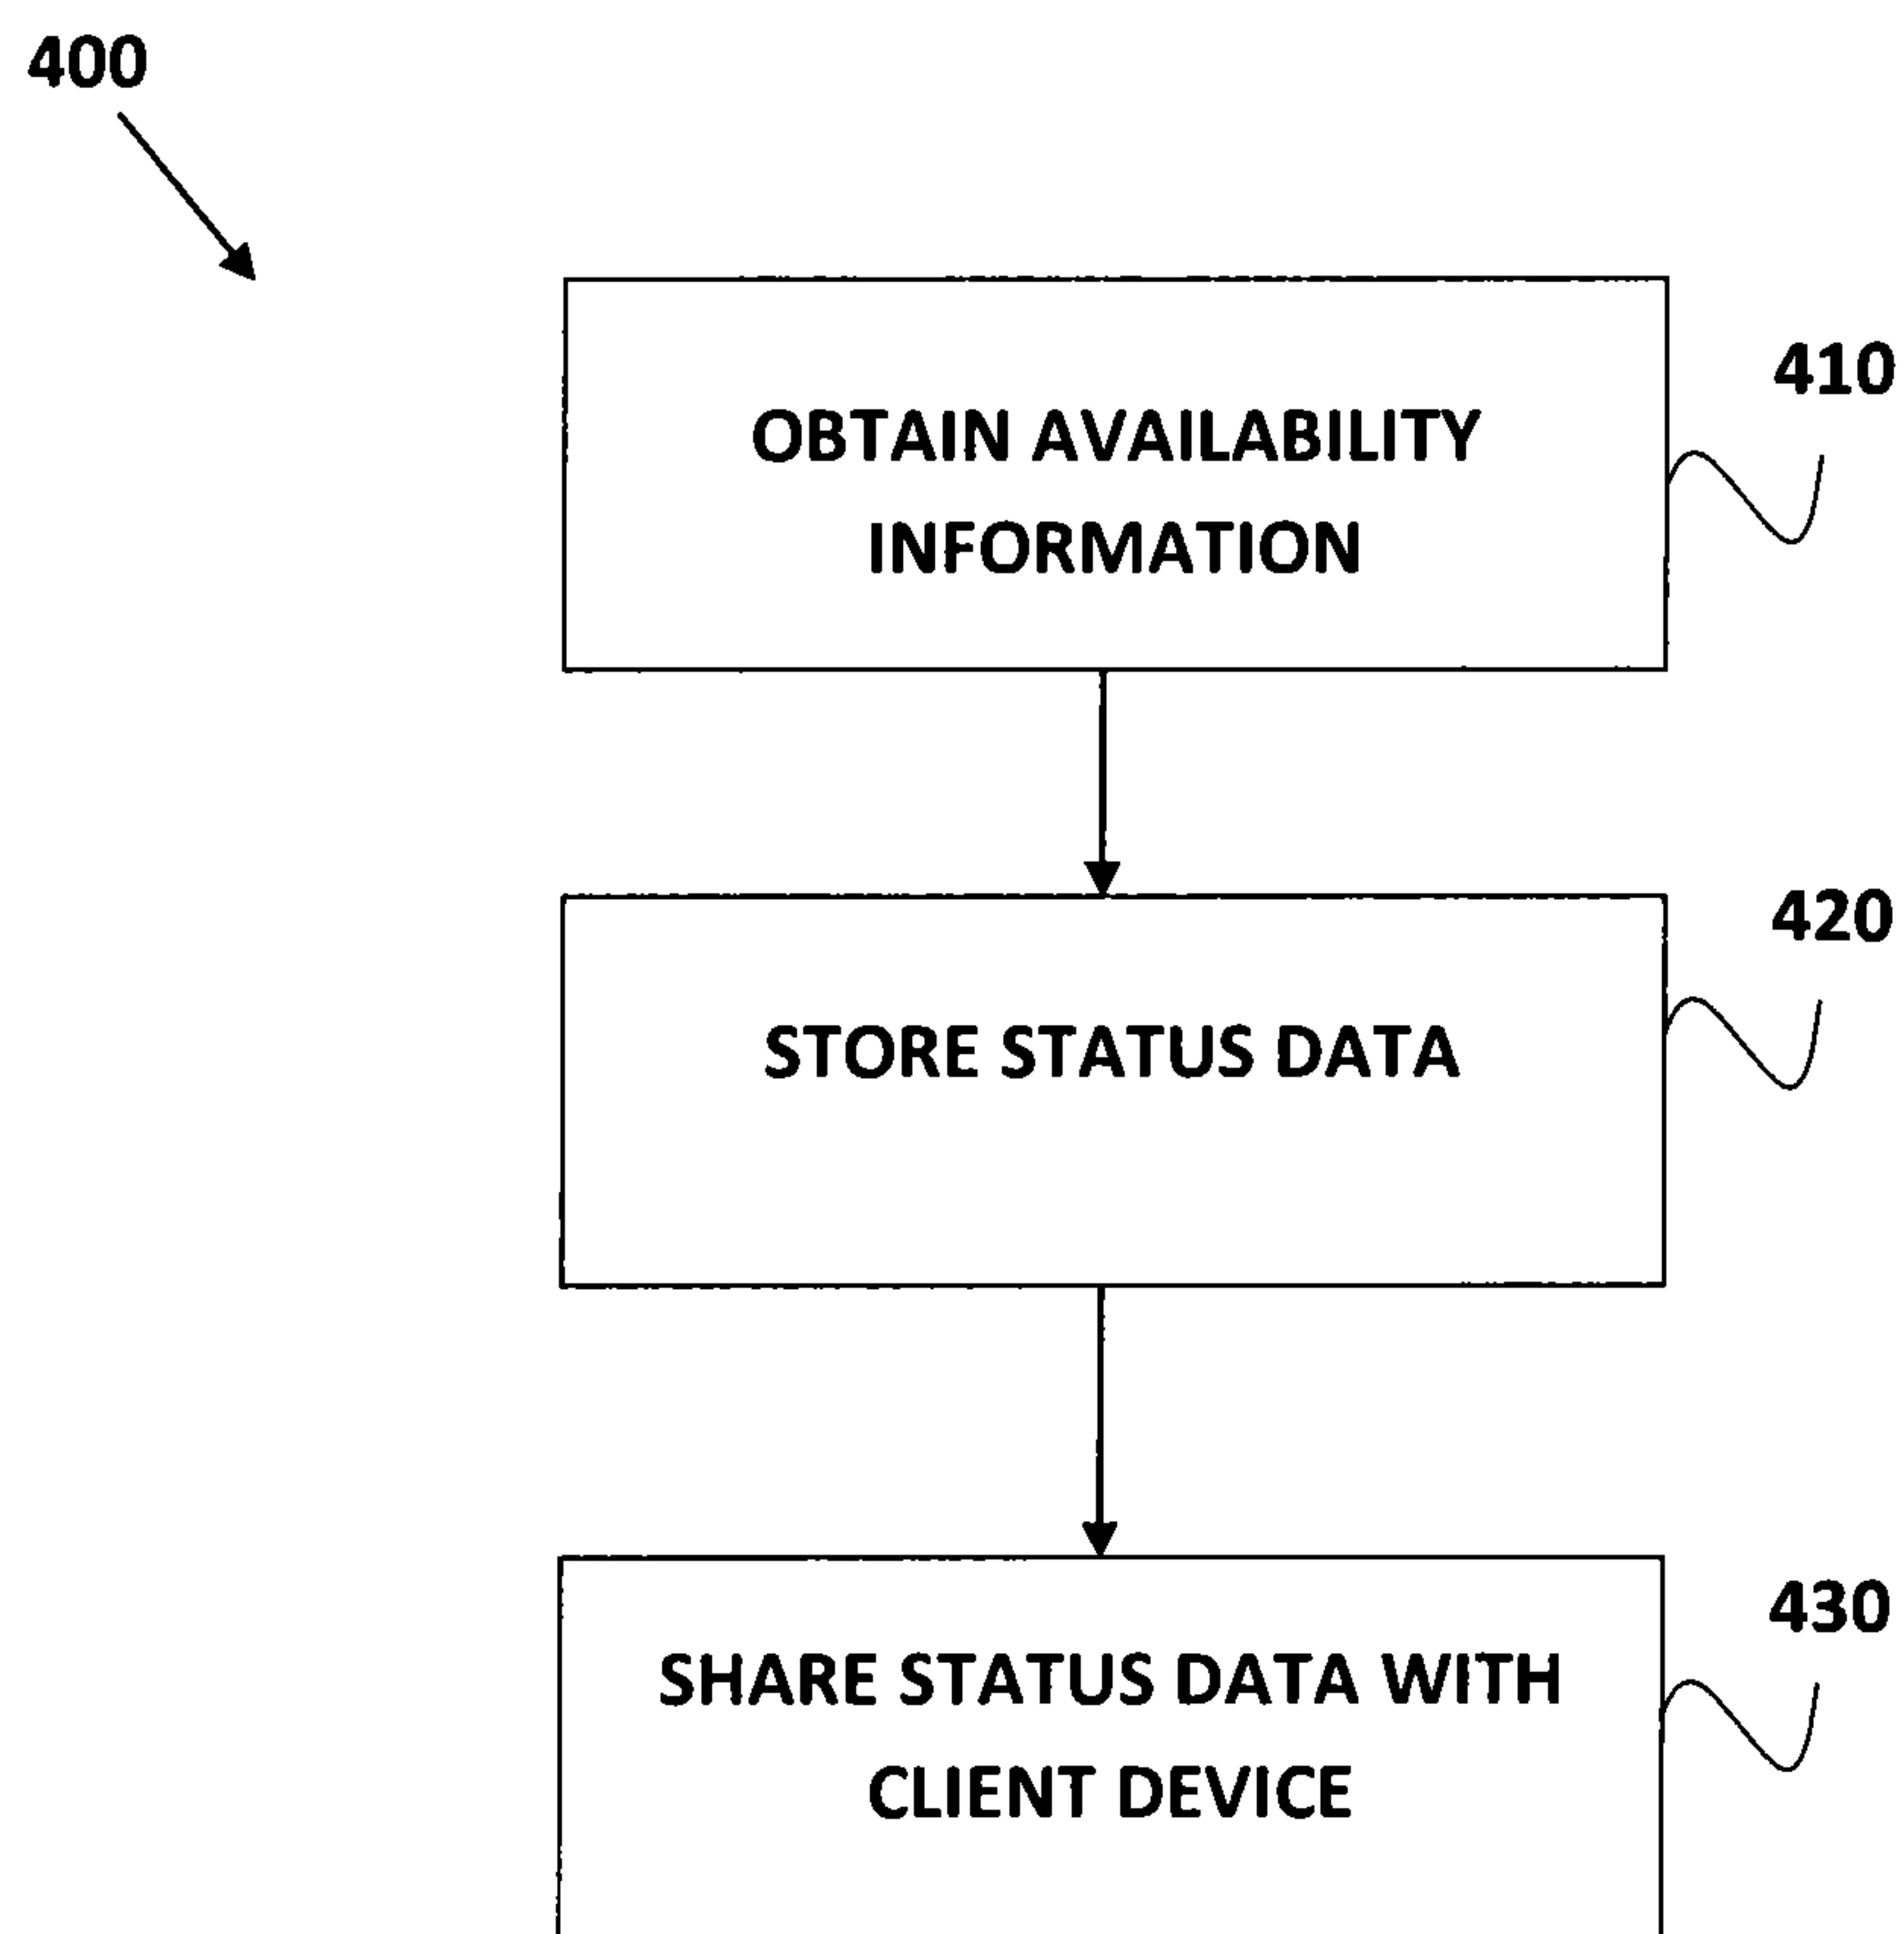 400
410
OBTAIN AVAILABILITY
INFORMATION
420
STORE STATUS DATA
430
SHARE STATUS DATA WITH
CLIENT DEVICE